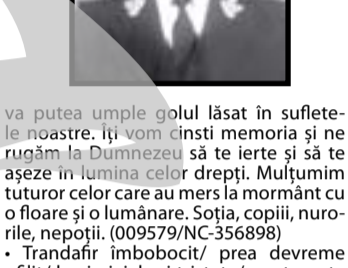 va putea umple golul lăsat în suflete-
le noastre. Îți vom cinsti memoria și ne
rugăm la Dumnezeu să te ierte și să te
așeze în lumina celor drepți. Mulțumim
tuturor celor care au mers la mormânt cu
o floare și o lumânare. Soția, copiii, nuro-
rile, nepoții. (009579/NC-356898)
• Trandafir îmbobocit/ prea devreme